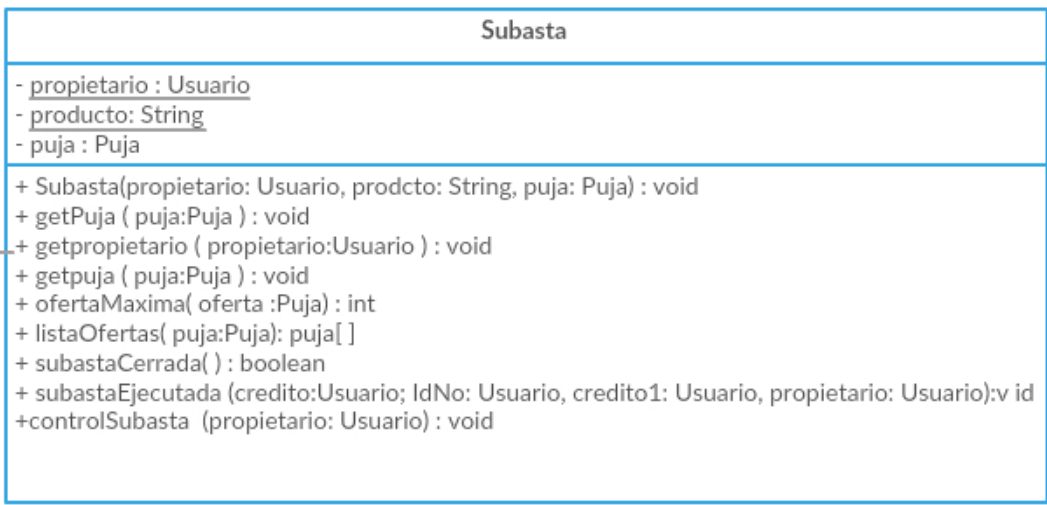 Subasta
- propietario : Usuario
- producto: String
- puja : Puja
+ Subasta(propietario: Usuario, prodcto: String, puja: Puja) : void
+ getPuja ( puja:Puja ) : void
+ getpropietario ( propietario:Usuario ) : void
+ getpuja ( puja:Puja ) : void
+ ofertaMaxima( oferta :Puja) : int
+ listaOfertas( puja:Puja): puja[ ]
+ subastaCerrada( ) : boolean
+ subastaEjecutada (credito:Usuario; IdNo: Usuario, credito1: Usuario, propietario: Usuario):v id
+controlSubasta (propietario: Usuario) : void